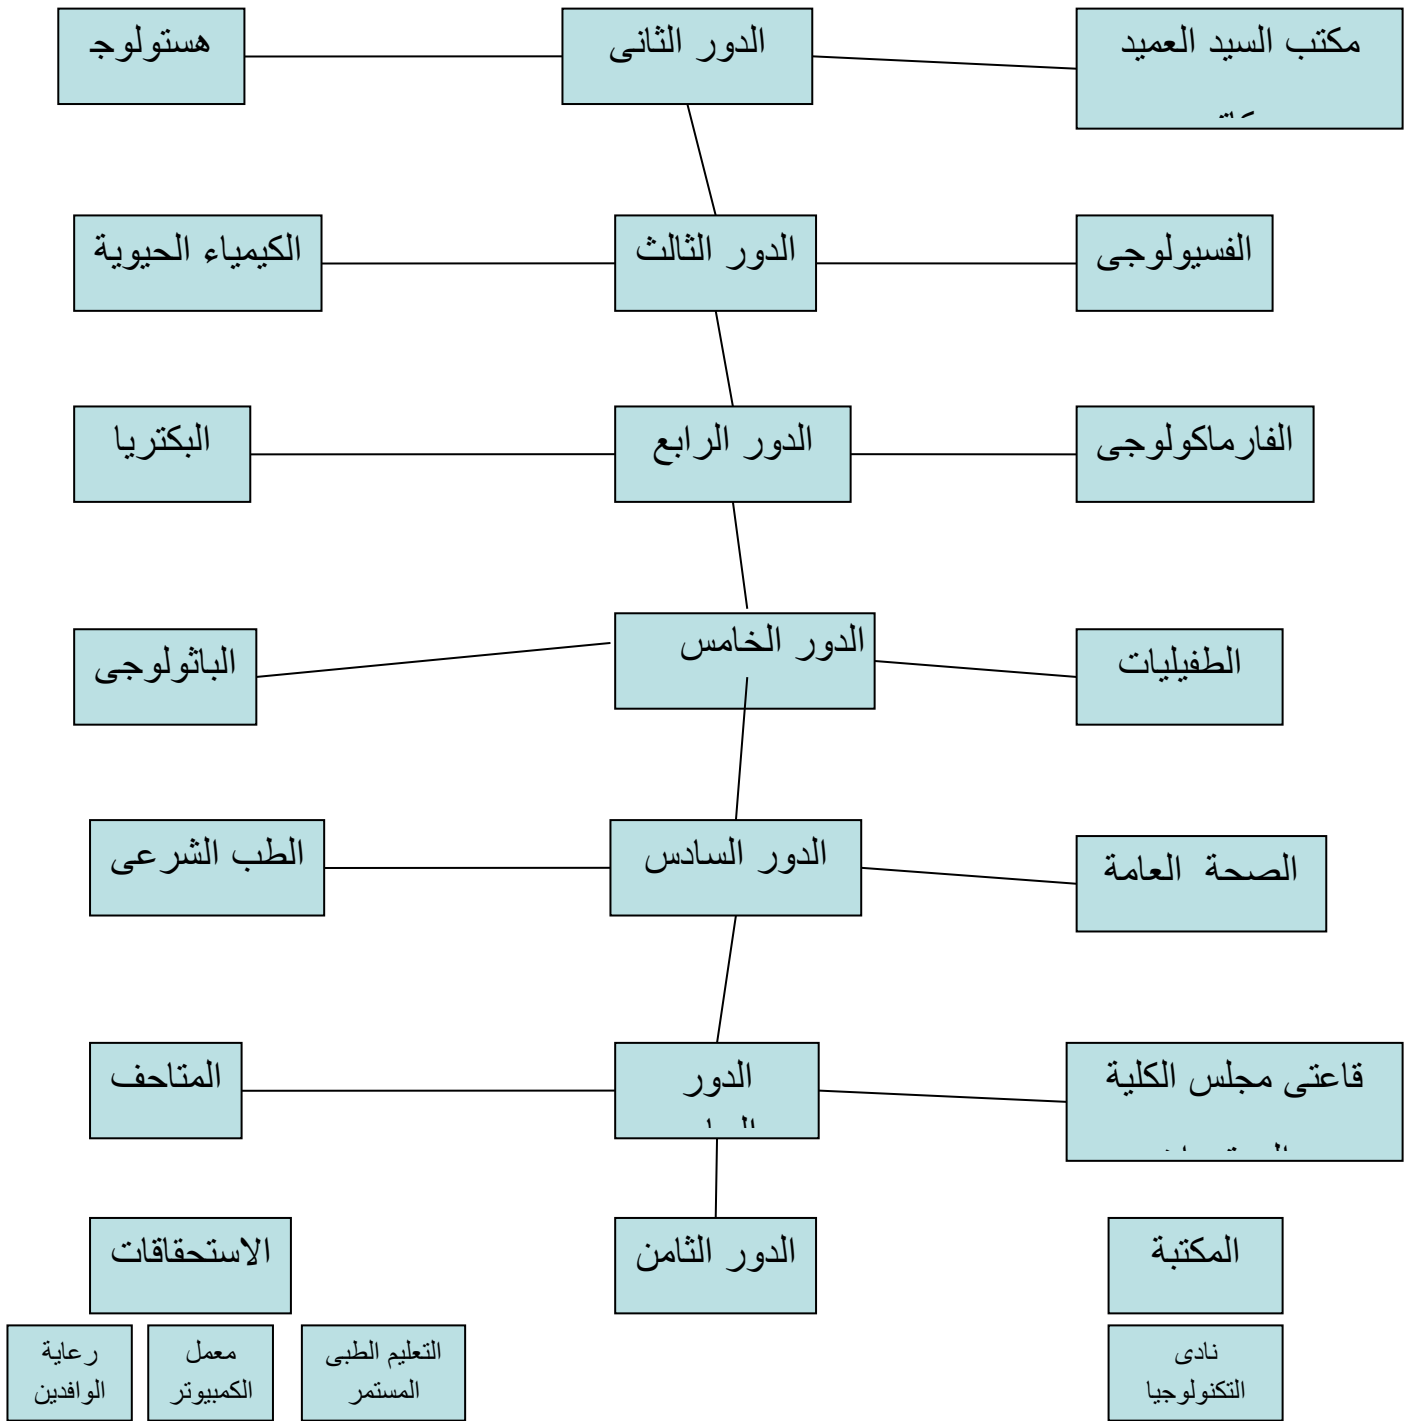 مكتب السيد العميد
الدور الثانى
هستولوجـ
الفسيولوجى
الدور الثالث
الكيمياء الحيوية
الفارماكولوجى
الدور الرابع
البكتريا
الطفيليات
الدور الخامس
الباثولوجى
الصحة العامة
الدور السادس
الطب الشرعى
قاعتى مجلس الكلية
الدور
المتاحف
المكتبة
الدور الثامن
الاستحقاقات
نادى
التكنولوجيا
التعليم الطبى
المستمر
معمل
الكمبيوتر
رعاية
الوافدين